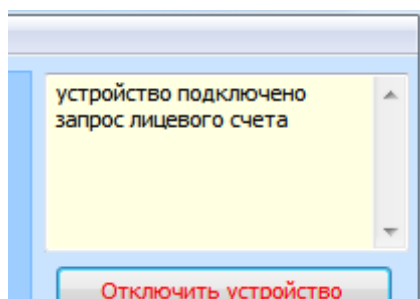 устройство подключено
запрос лицевого счета
Отключить устройство